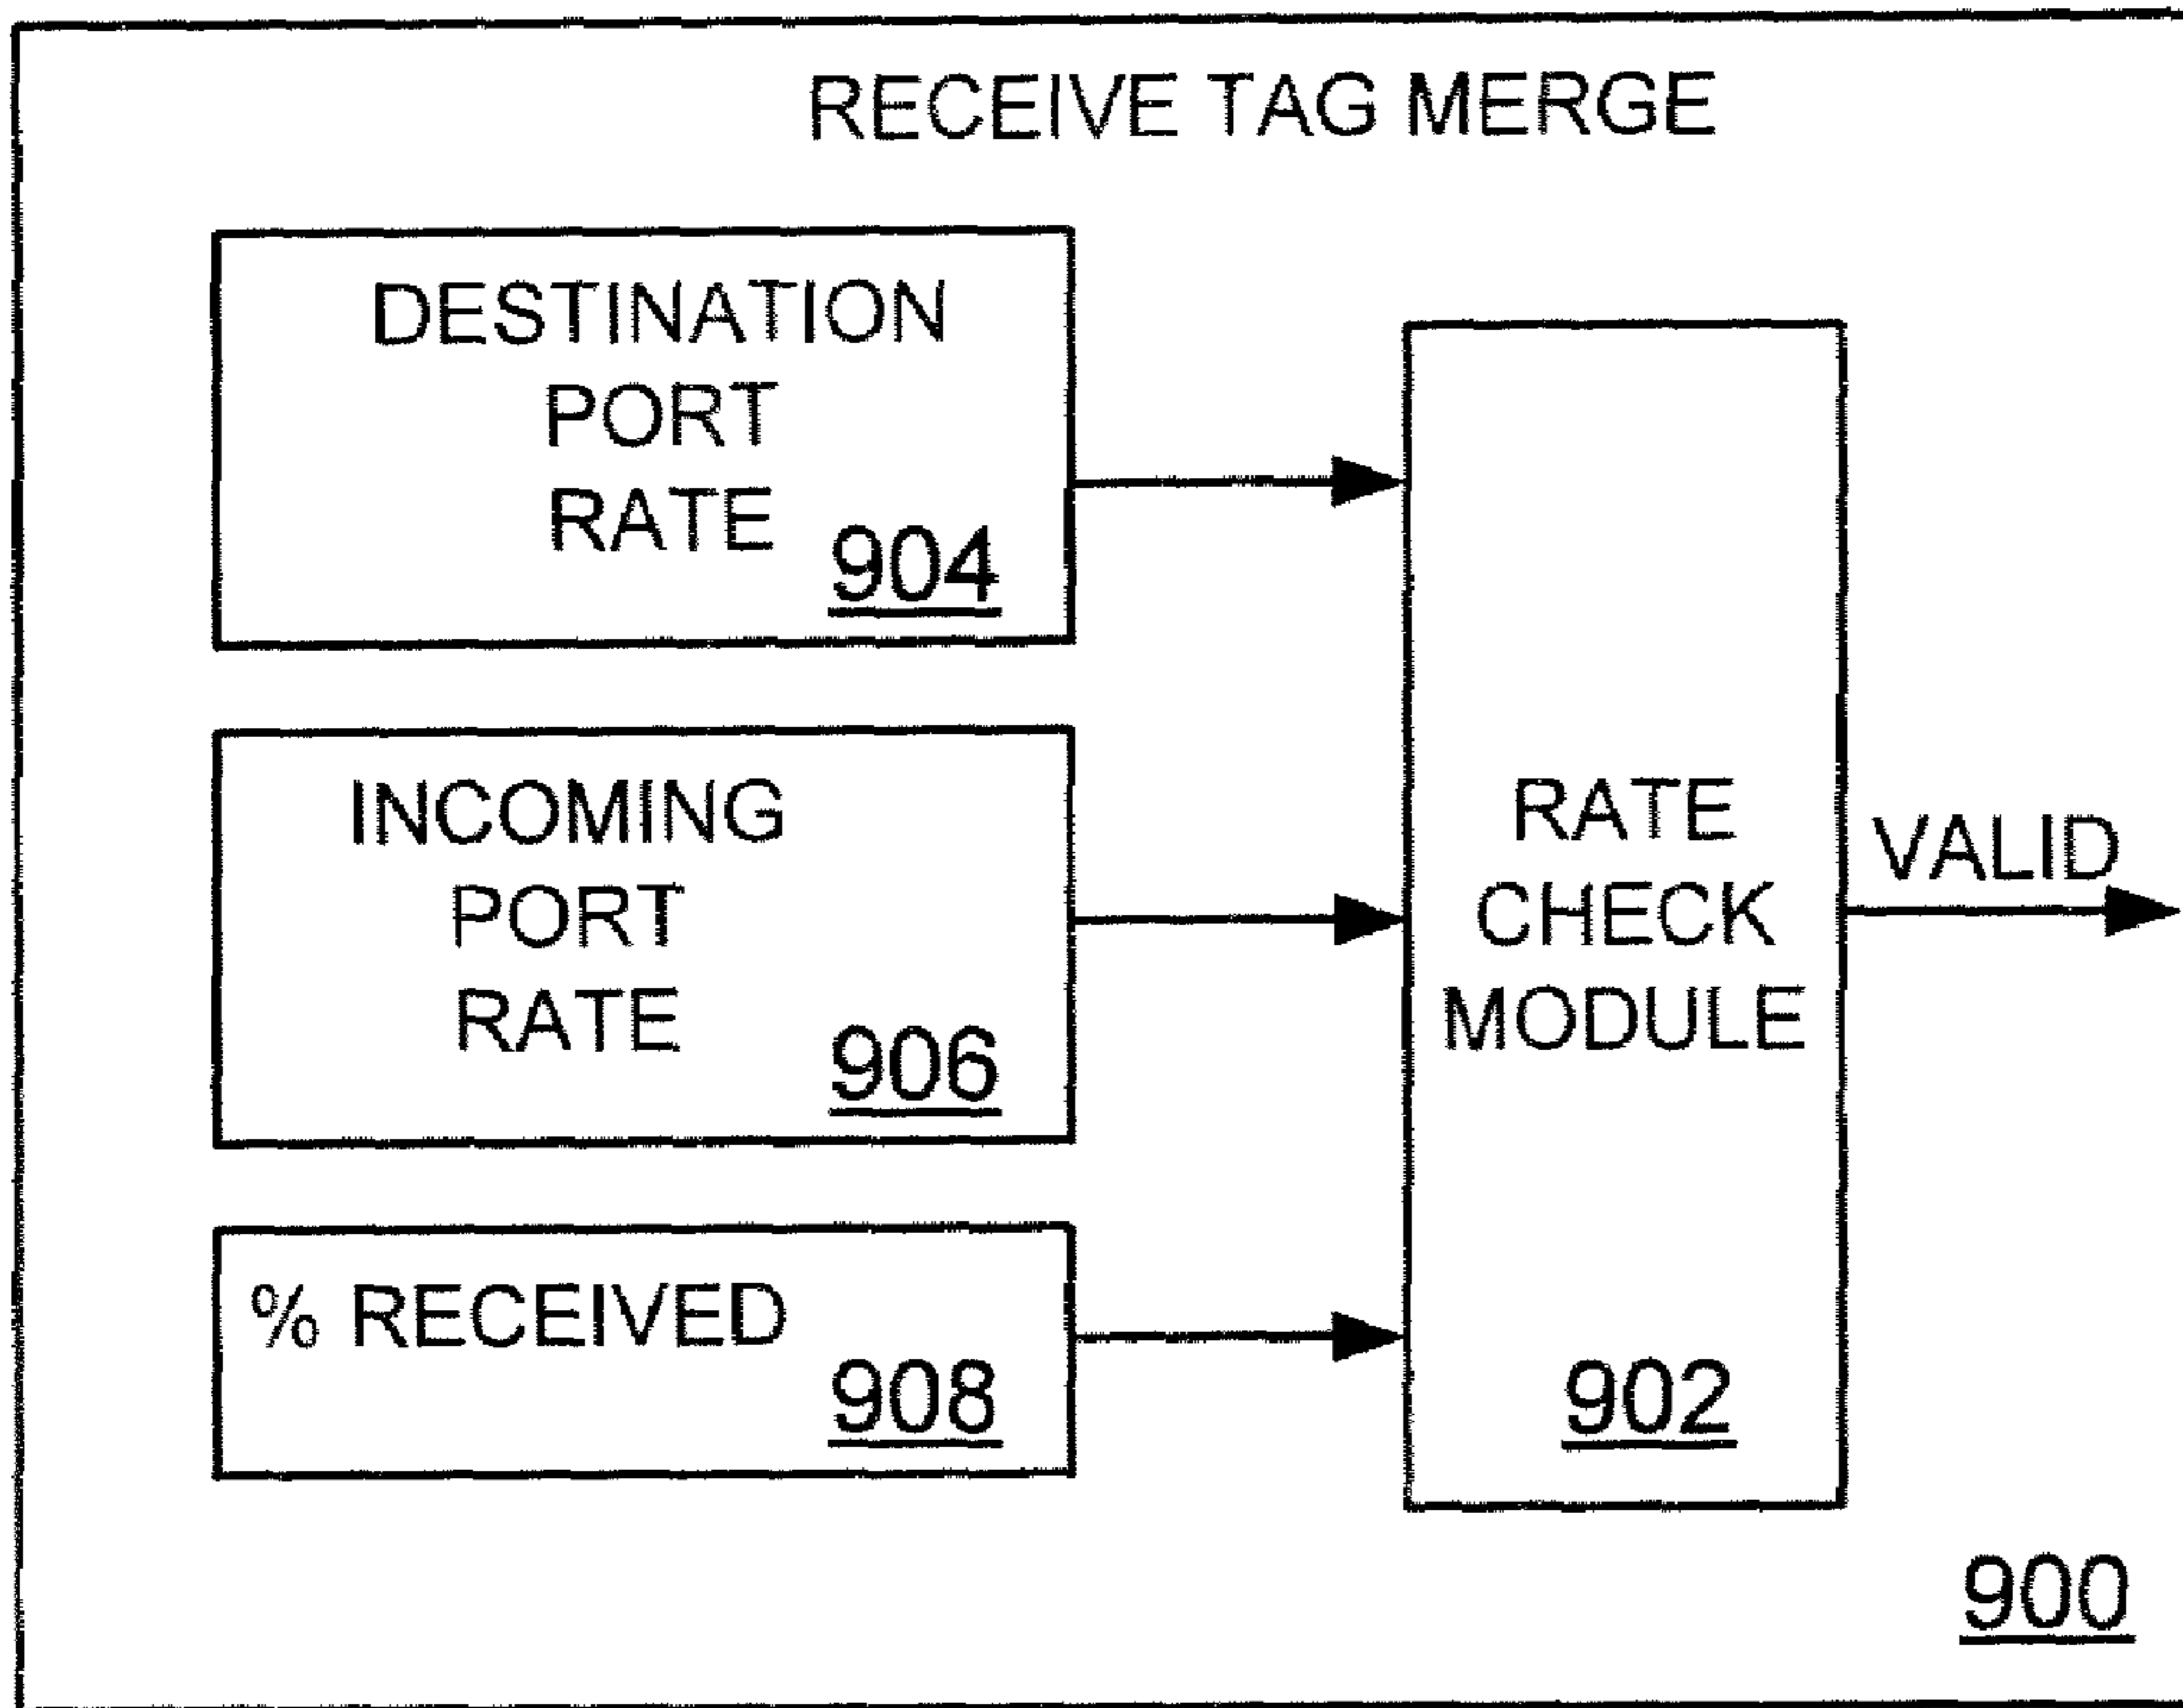 RECEIVE TAG MERGE
DESTINATION
PORT
RATE
904
INCOMING
PORT
RATE
906
% RECEIVED
908
RATE
CHECK
MODULE
902
VALID
900